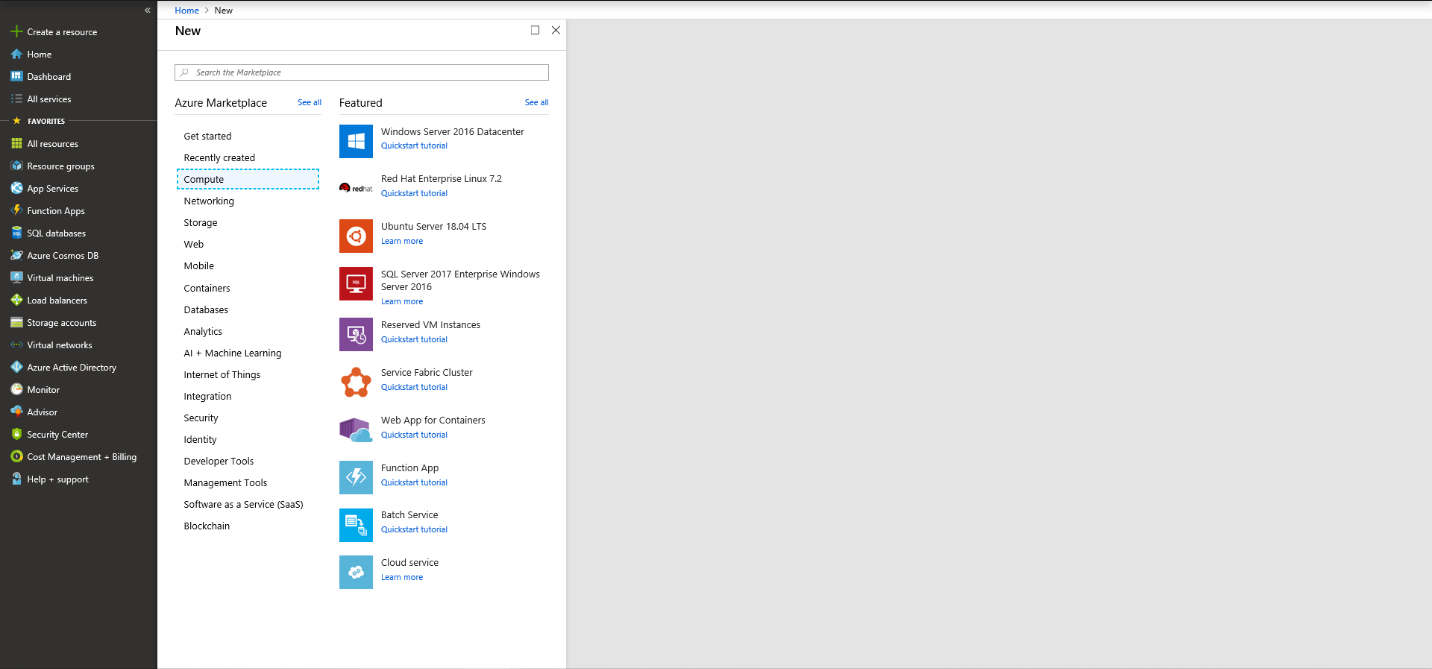 «
Create a resource
Home
Dashboard
All services
FAVORITES
All resources
Resource groups
App Services
Function Apps
SQL databases
Azure Cosmos DB
Virtual machines
Load balancers
Storage accounts
Virtual networks
Azure Active Directory
Monitor
Advisor
Security Center
Cost Management + Billing
Help + support
Home > New
New
Search the Marketplace
Azure Marketplace See all
Get started
Recently created
Compute
Networking
Storage
Web
Mobile
Containers
Databases
Analytics
AI + Machine Learning
Internet of Things
Integration
Security
Identity
Developer Tools
Management Tools
Software as a Service (SaaS)
Blockchain
Featured See all
Windows Server 2016 Datacenter
Quickstart tutorial
redhat
Red Hat Enterprise Linux 7.2
Quickstart tutorial
Ubuntu Server 18.04 LTS
Learn more
SQL
SQL Server 2017 Enterprise Windows
Server 2016
Learn more
Reserved VM Instances
Quickstart tutorial
Service Fabric Cluster
Quickstart tutorial
Web App for Containers
Quickstart tutorial
Function App
Quickstart tutorial
Batch Service
Quickstart tutorial
Cloud service
Learn more